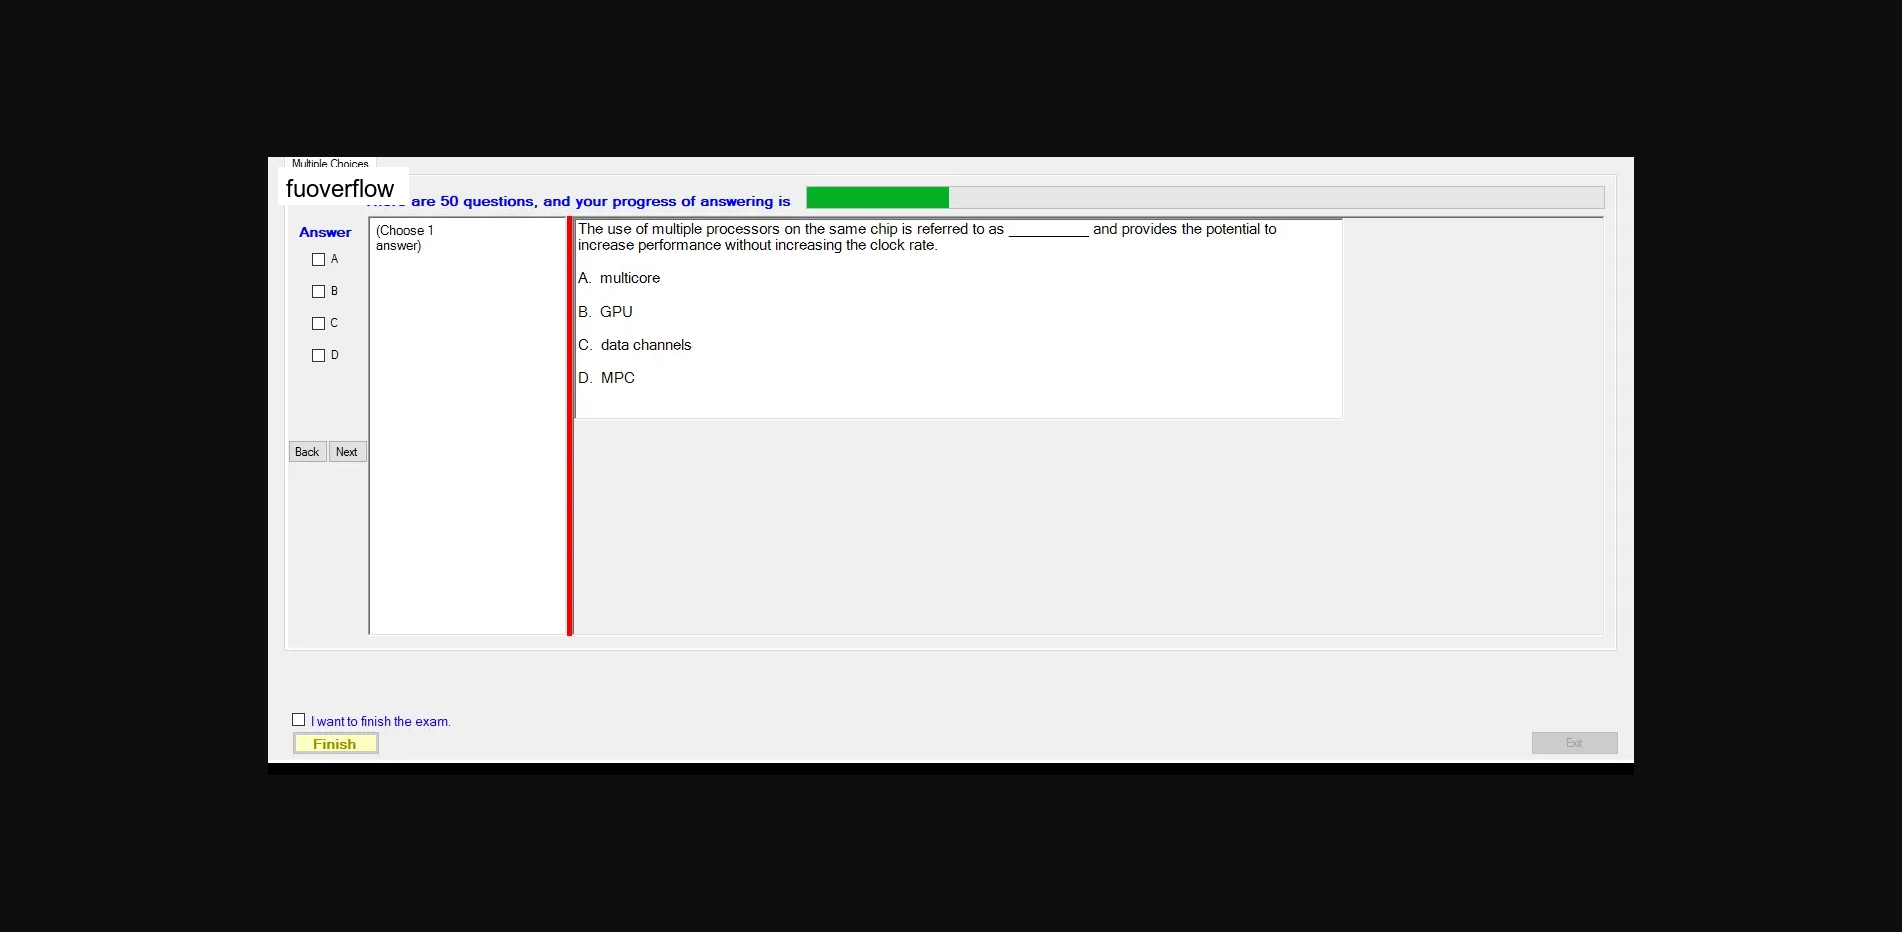 Multiple Choices
fuoverflow
are 50 questions, and your progress of answering is
Answer
(Choose 1
answer)
A
B
C
D
Back Next
The use of multiple processors on the same chip is referred to as __________ and provides the potential to
increase performance without increasing the clock rate.
A. multicore
B. GPU
C. data channels
D. MPC
I want to finish the exam.
Finish
Exit